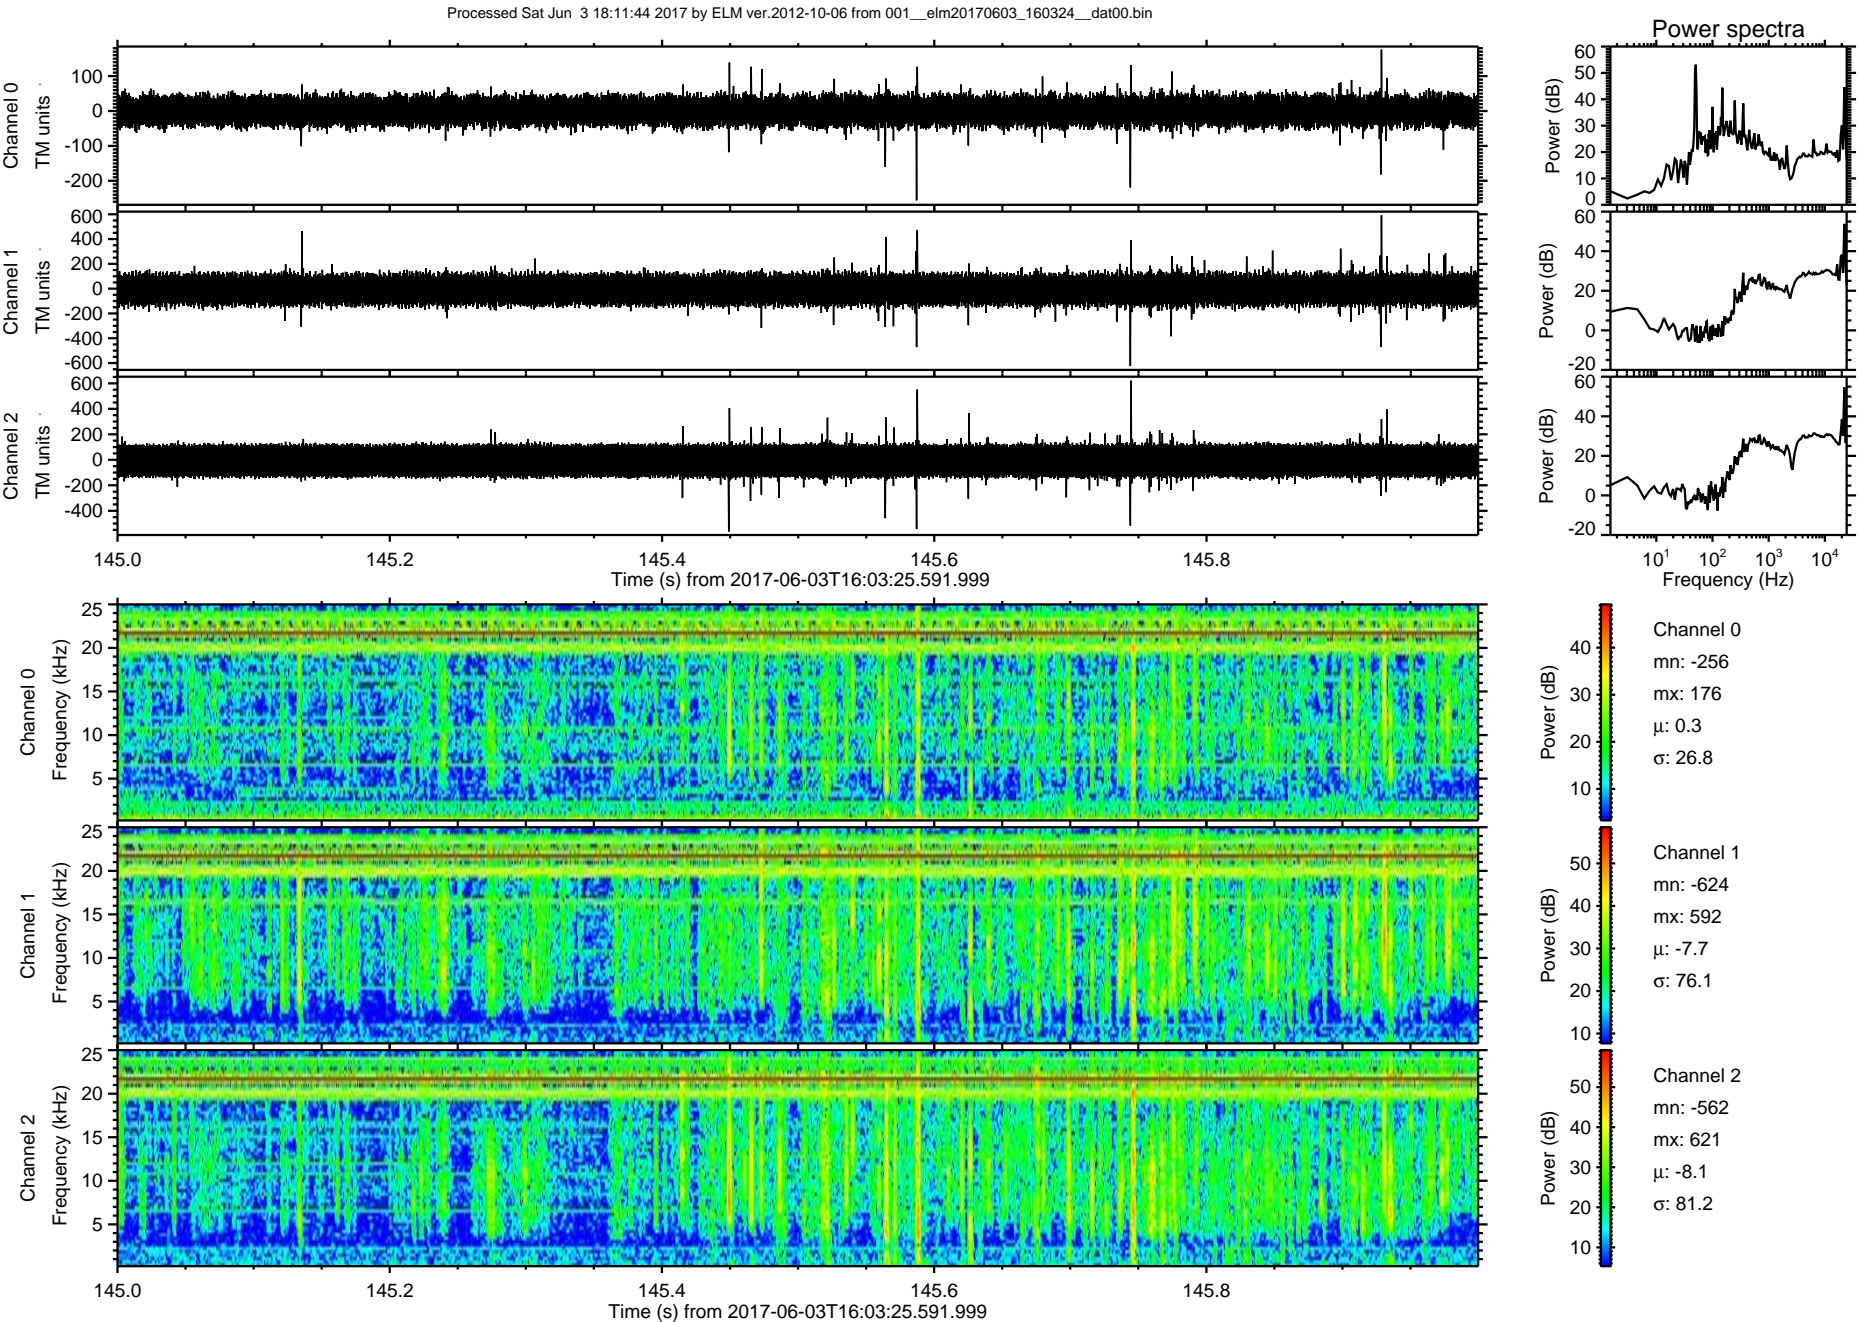 Processed Sat Jun  3 18:11:44 2017 by ELM ver.2012-10-06 from 001__elm20170603_160324__dat00.bin
Power spectra
Channel 0
TM units
100
0
-100
-200
Power (dB)
60
50
40
30
20
10
0
Channel 1
TM units
600
400
200
0
-200
-400
-600
Power (dB)
60
40
20
0
-20
Channel 2
TM units
600
400
200
0
-200
-400
Power (dB)
60
40
20
0
-20
145.0 145.2 145.4 145.6 145.8
Time (s) from 2017-06-03T16:03:25.591.999
10¹ 10² 10³ 10⁴
Frequency (Hz)
Channel 0
Frequency (kHz)
25
20
15
10
5
Power (dB)
40
30
20
10
Channel 0
mn: -256
mx: 176
μ: 0.3
σ: 26.8
Channel 1
Frequency (kHz)
25
20
15
10
5
Power (dB)
50
40
30
20
10
Channel 1
mn: -624
mx: 592
μ: -7.7
σ: 76.1
Channel 2
Frequency (kHz)
25
20
15
10
5
Power (dB)
50
40
30
20
10
Channel 2
mn: -562
mx: 621
μ: -8.1
σ: 81.2
145.0 145.2 145.4 145.6 145.8
Time (s) from 2017-06-03T16:03:25.591.999